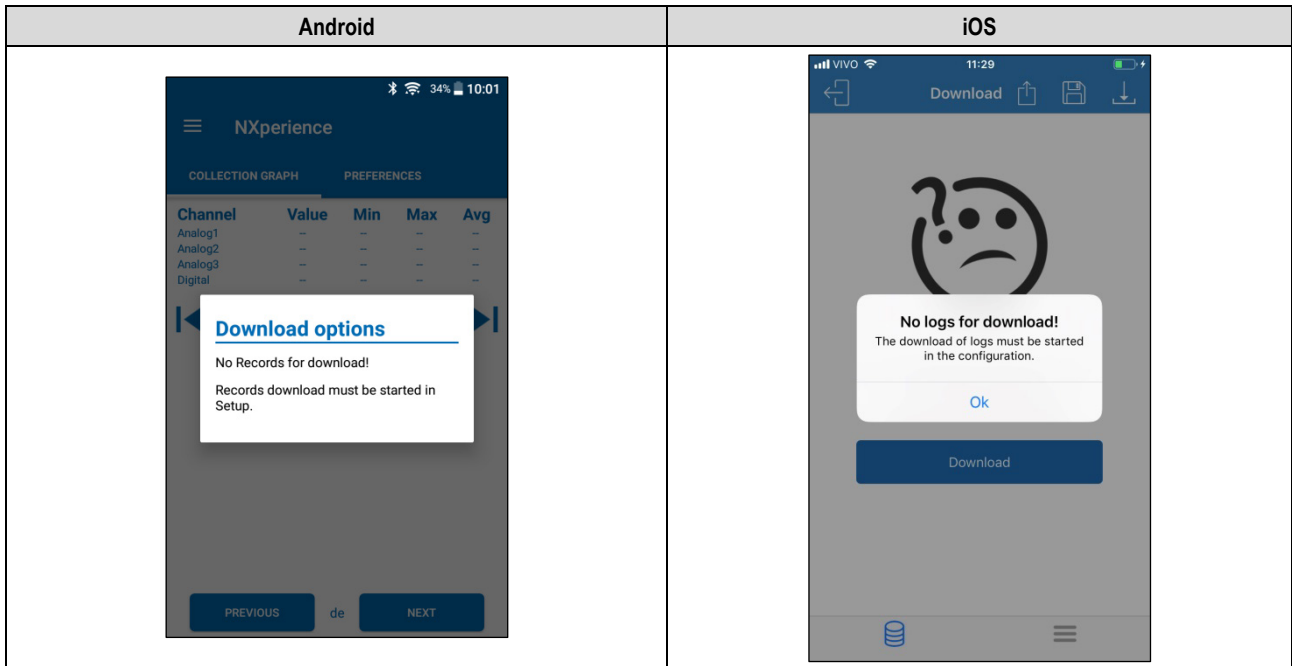 Android
iOS
34% 10:01
NXperience
COLLECTION GRAPH PREFERENCES
Channel Value Min Max Avg
Analog1 -- -- -- --
Analog2 -- -- -- --
Analog3 -- -- -- --
Digital -- -- -- --
Download options
No Records for download!
Records download must be started in
Setup.
PREVIOUS de NEXT
VIVO 11:29
Download
?
No logs for download!
The download of logs must be started
in the configuration.
Ok
Download